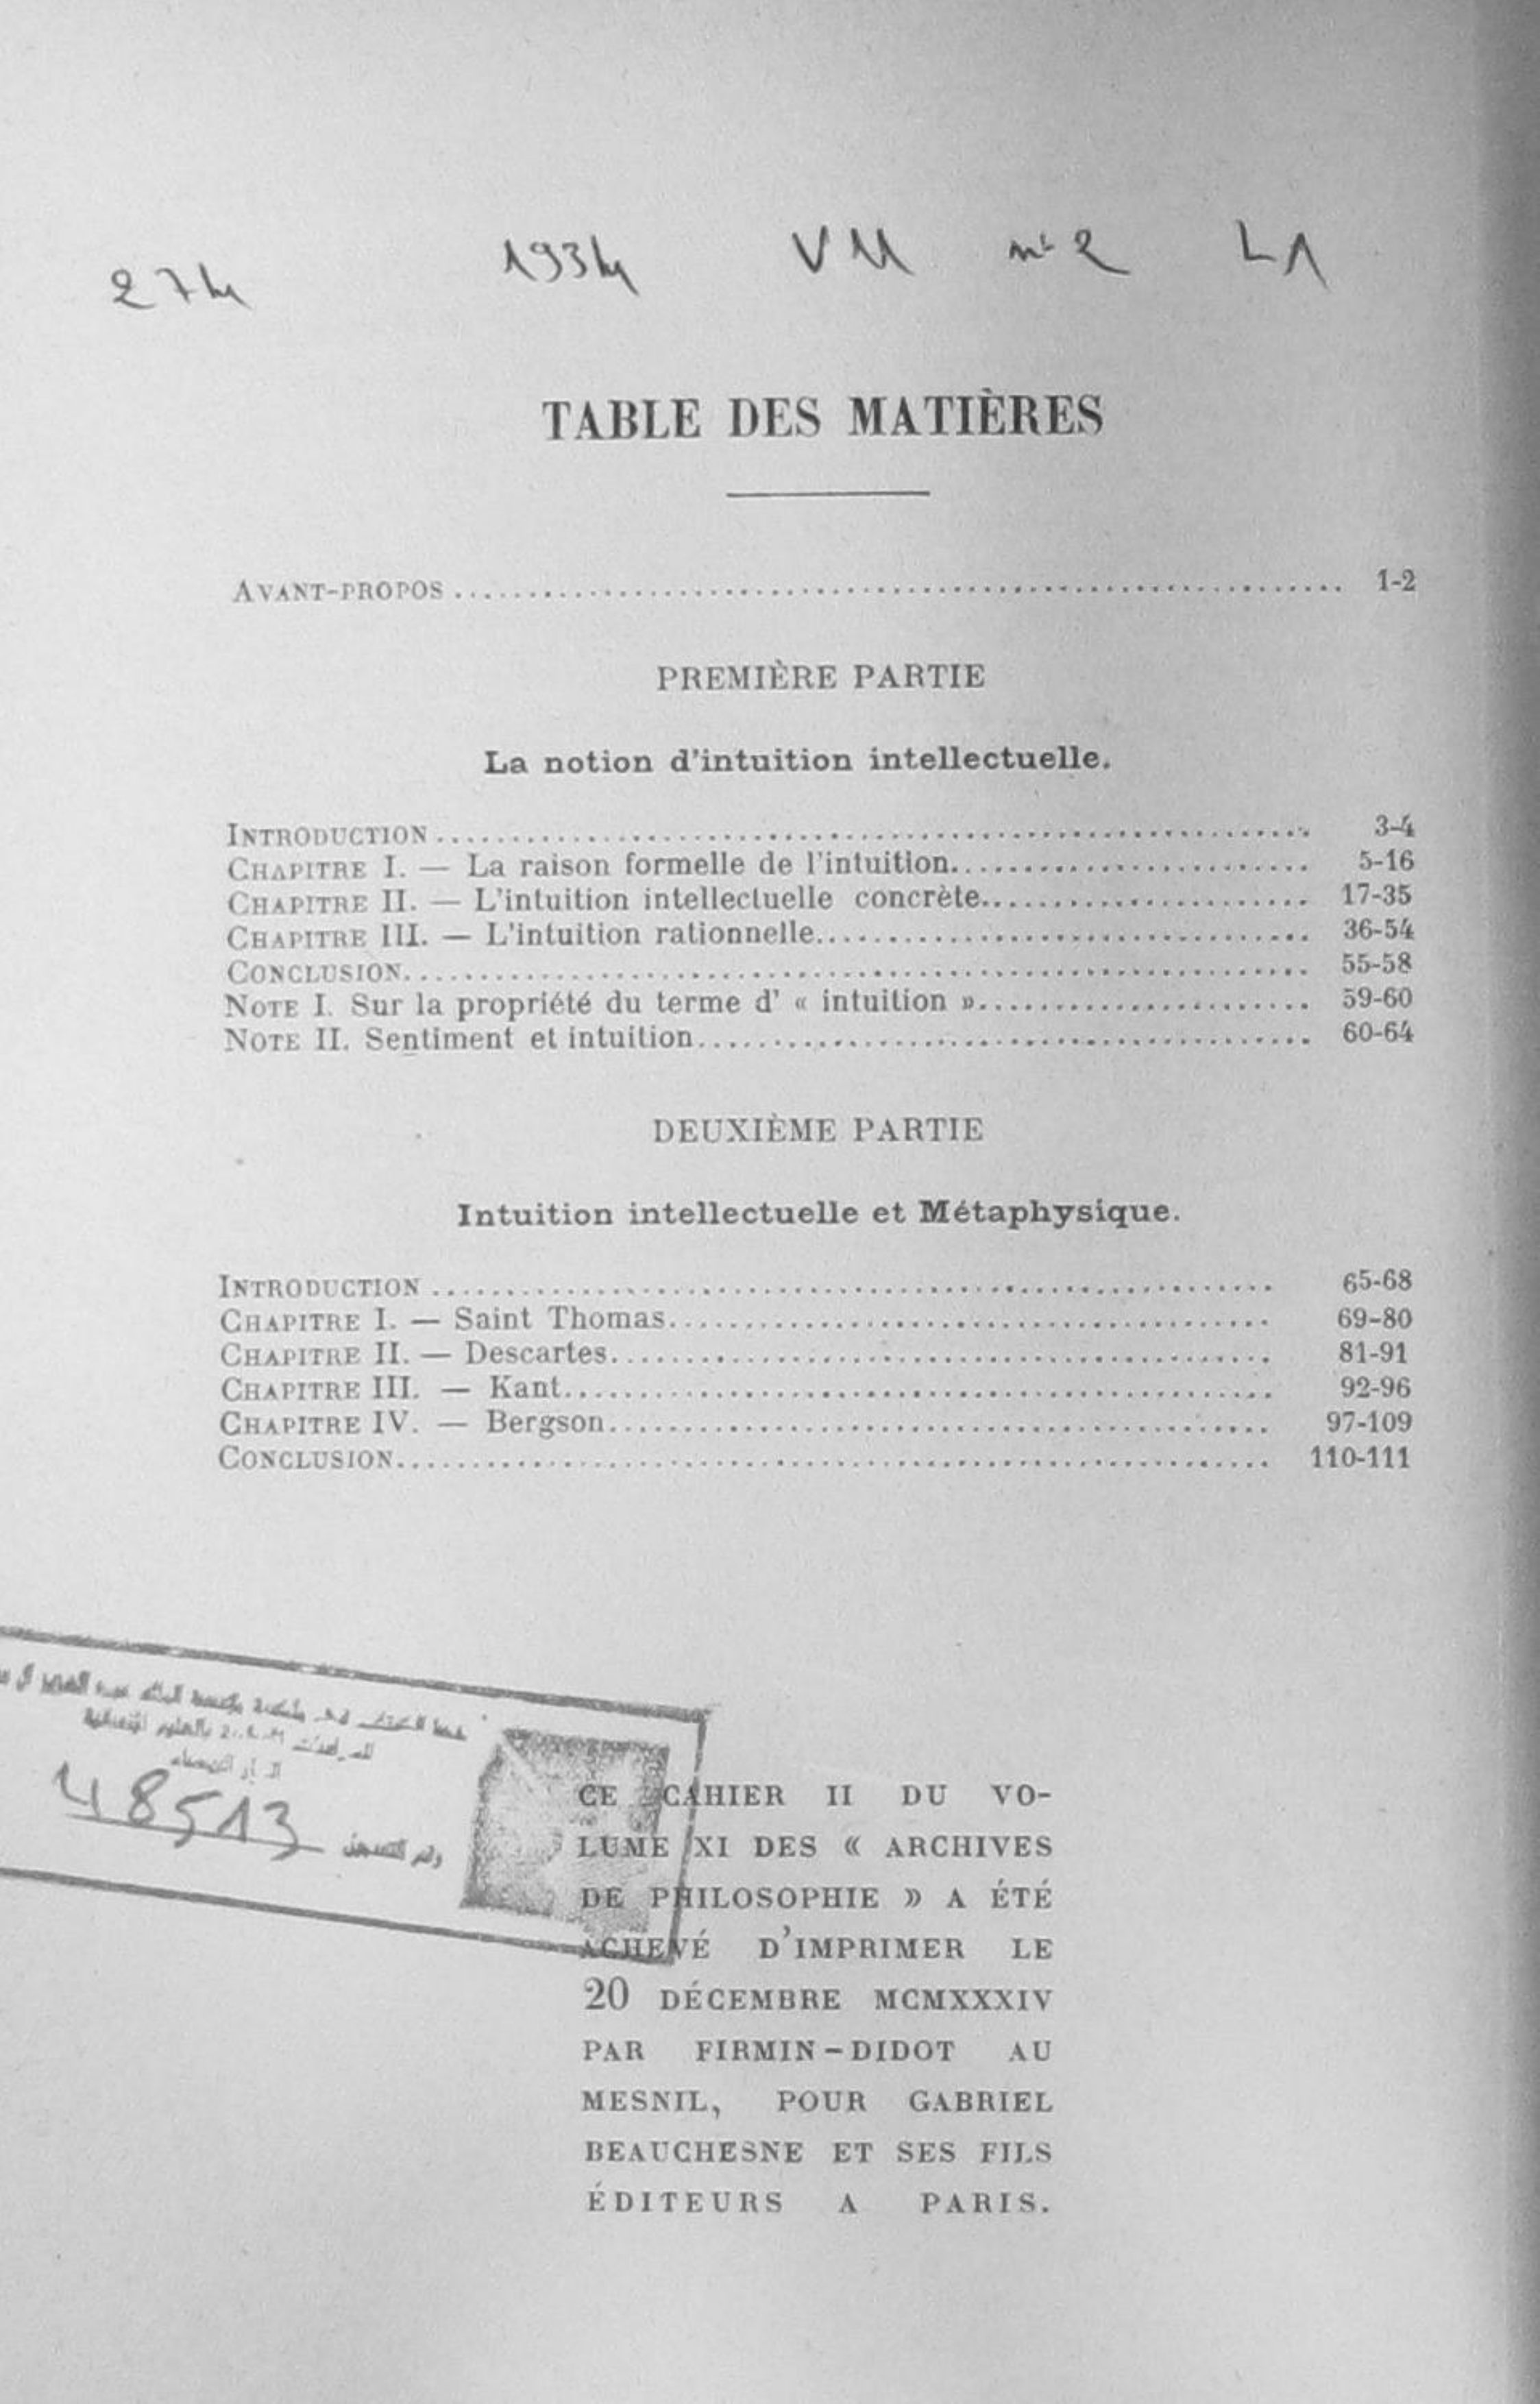 274 1934 V 11 n° 2 L 1
TABLE DES MATIÈRES
AVANT-PROPOS 1-2
PREMIÈRE PARTIE
La notion d'intuition intellectuelle.
INTRODUCTION 3-4
CHAPITRE I. — La raison formelle de l'intuition 5-16
CHAPITRE II. — L'intuition intellectuelle concrète 17-35
CHAPITRE III. — L'intuition rationnelle 36-54
CONCLUSION 55-58
NOTE I. Sur la propriété du terme d' « intuition » 59-60
NOTE II. Sentiment et intuition 60-64
DEUXIÈME PARTIE
Intuition intellectuelle et Métaphysique.
INTRODUCTION 65-68
CHAPITRE I. — Saint Thomas 69-80
CHAPITRE II. — Descartes 81-91
CHAPITRE III. — Kant 92-96
CHAPITRE IV. — Bergson 97-109
CONCLUSION 110-111
الدار البيضاء
رقم التسجيل 48513
CE CAHIER II DU VO-
LUME XI DES « ARCHIVES
DE PHILOSOPHIE » A ÉTÉ
ACHEVÉ D'IMPRIMER LE
20 DÉCEMBRE MCMXXXIV
PAR FIRMIN-DIDOT AU
MESNIL, POUR GABRIEL
BEAUCHESNE ET SES FILS
ÉDITEURS A PARIS.